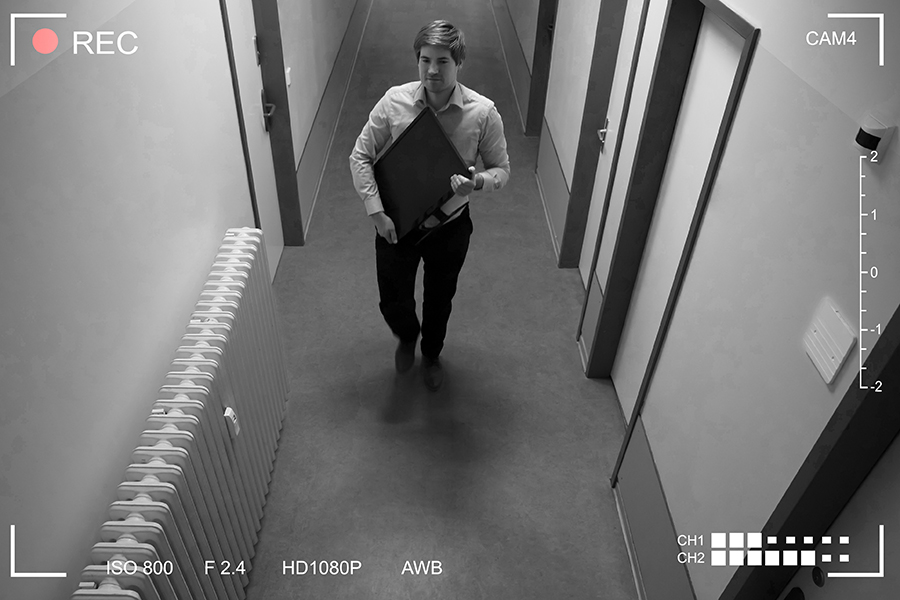 REC
CAM4
2
1
0
-1
-2
CH1
CH2
ISO 800 F 2.4 HD1080P AWB